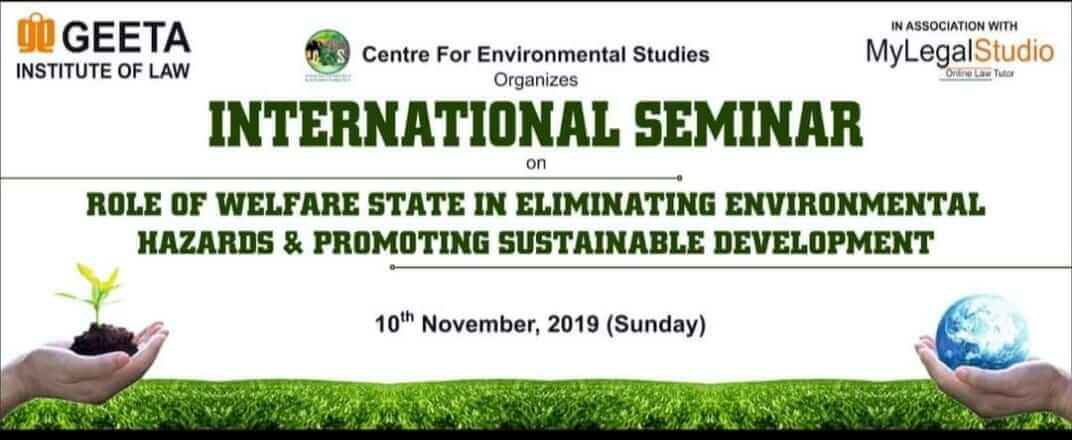 GEETA
INSTITUTE OF LAW
Centre For Environmental Studies
Organizes
IN ASSOCIATION WITH
MyLegalStudio
Online Law Tutor
INTERNATIONAL SEMINAR
on
ROLE OF WELFARE STATE IN ELIMINATING ENVIRONMENTAL
HAZARDS & PROMOTING SUSTAINABLE DEVELOPMENT
10th November, 2019 (Sunday)